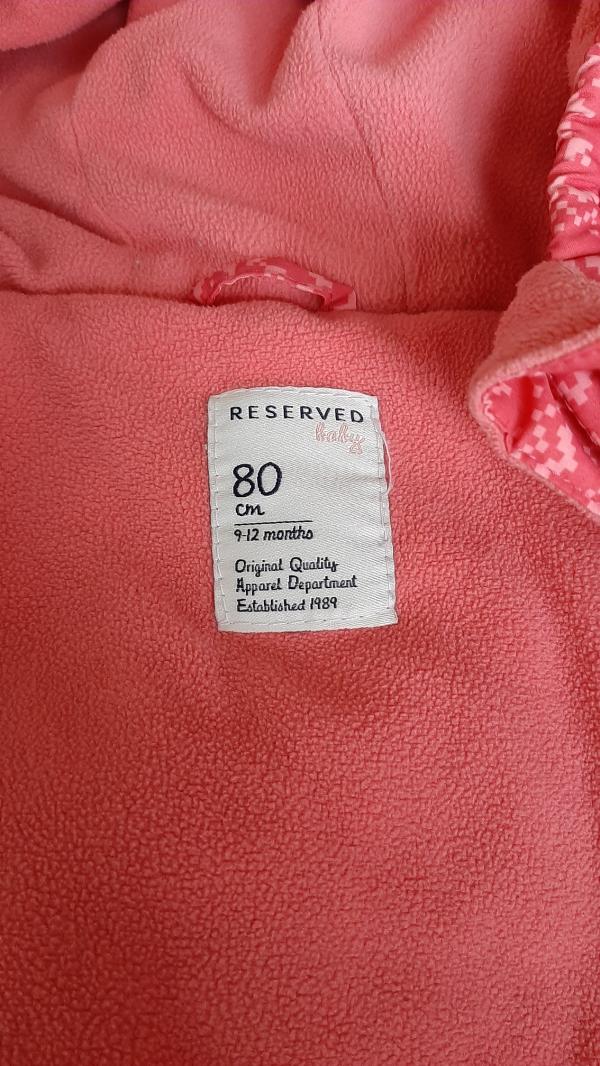 RESERVED
baby
80
cm
9-12 months
Original Quality
Apparel Department
Established 1989